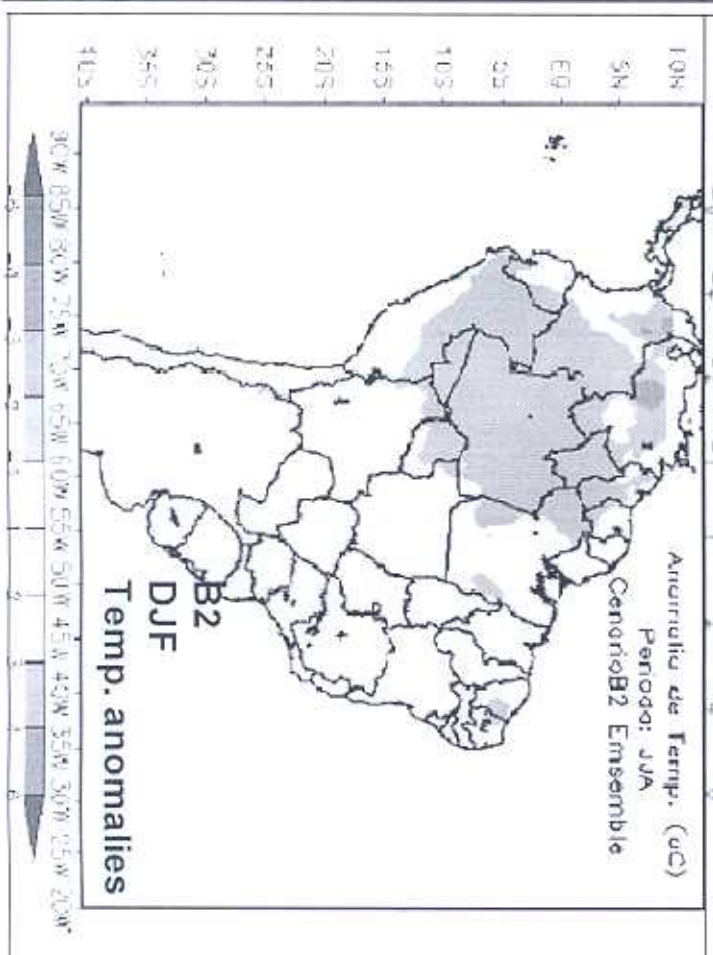 Anomalia de Temp. (oC)
Periodo: JJA
CenarioB2 Emsemble
10N
5N
EQ
5S
10S
15S
20S
25S
30S
35S
40S
B2
DJF
Temp. anomalies
90W 85W 80W 75W 70W 65W 60W 55W 50W 45W 40W 35W 30W 25W 20W